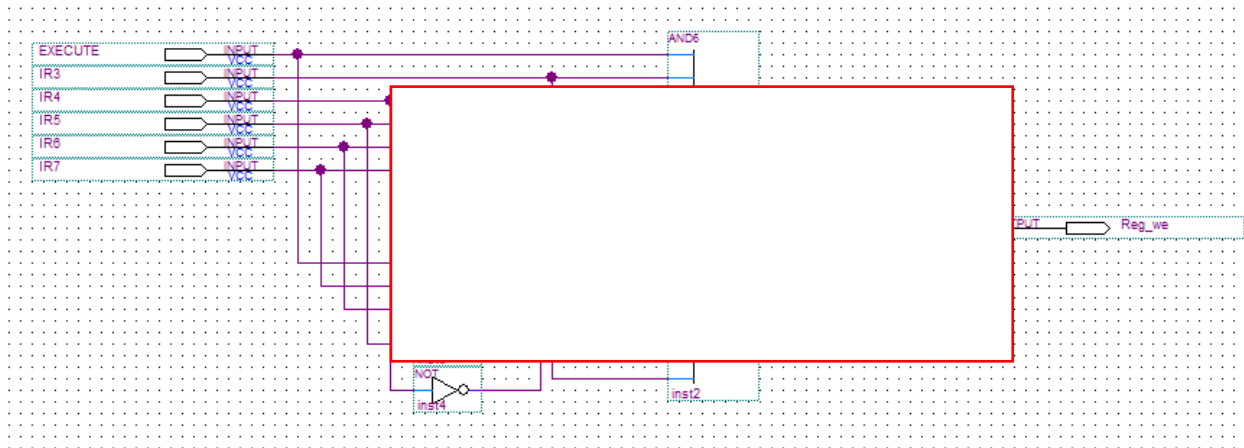 AND6
EXECUTE INPUT
VCC
IR3 INPUT
VCC
IR4 INPUT
VCC
IR5 INPUT
VCC
IR6 INPUT
VCC
IR7 INPUT
VCC
Reg_we
NOT
inst4
inst2